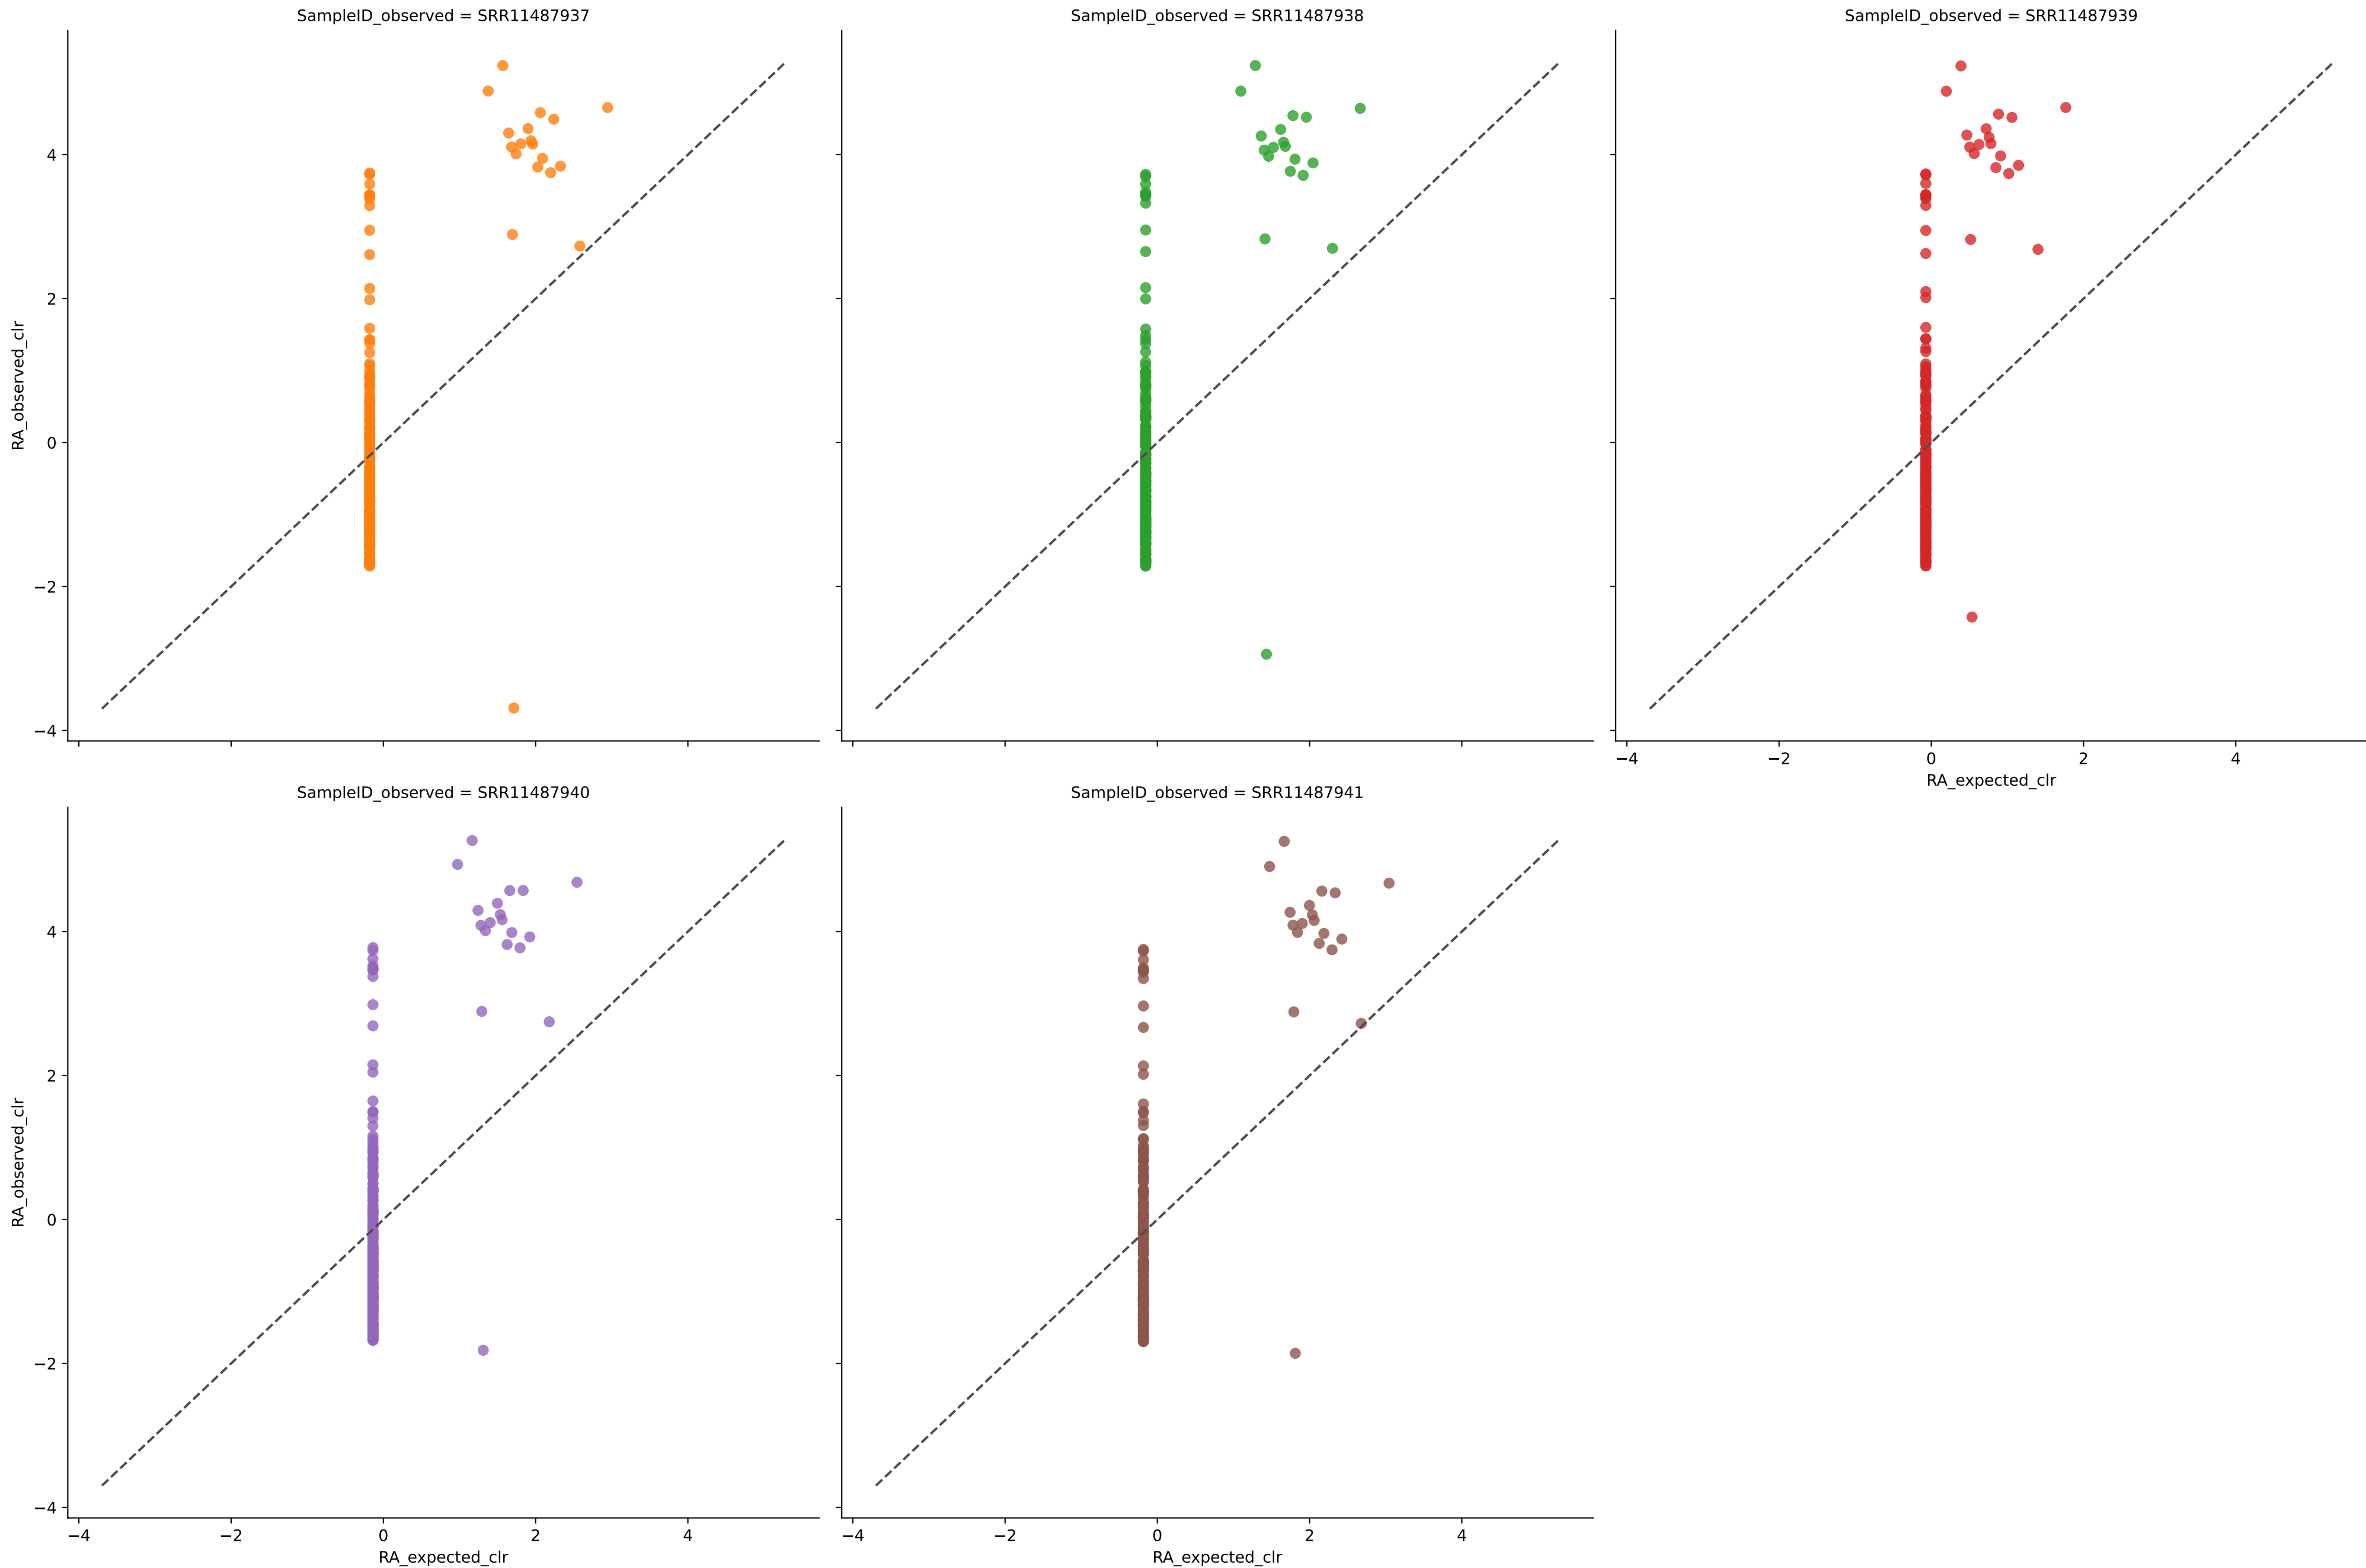 SampleID_observed = SRR11487937
SampleID_observed = SRR11487938
SampleID_observed = SRR11487939
RA_observed_clr
4
2
0
−2
−4
−4
−2
0
2
4
RA_expected_clr
SampleID_observed = SRR11487940
SampleID_observed = SRR11487941
RA_observed_clr
4
2
0
−2
−4
−4
−2
0
2
4
RA_expected_clr
−4
−2
0
2
4
RA_expected_clr